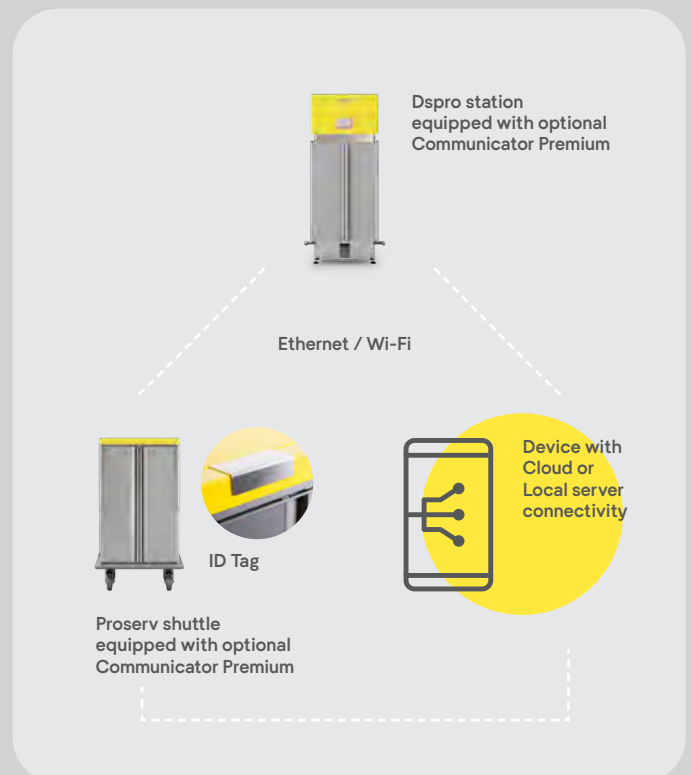 Dspro station
equipped with optional
Communicator Premium
Ethernet / Wi-Fi
Device with
Cloud or
Local server
connectivity
ID Tag
Proserv shuttle
equipped with optional
Communicator Premium